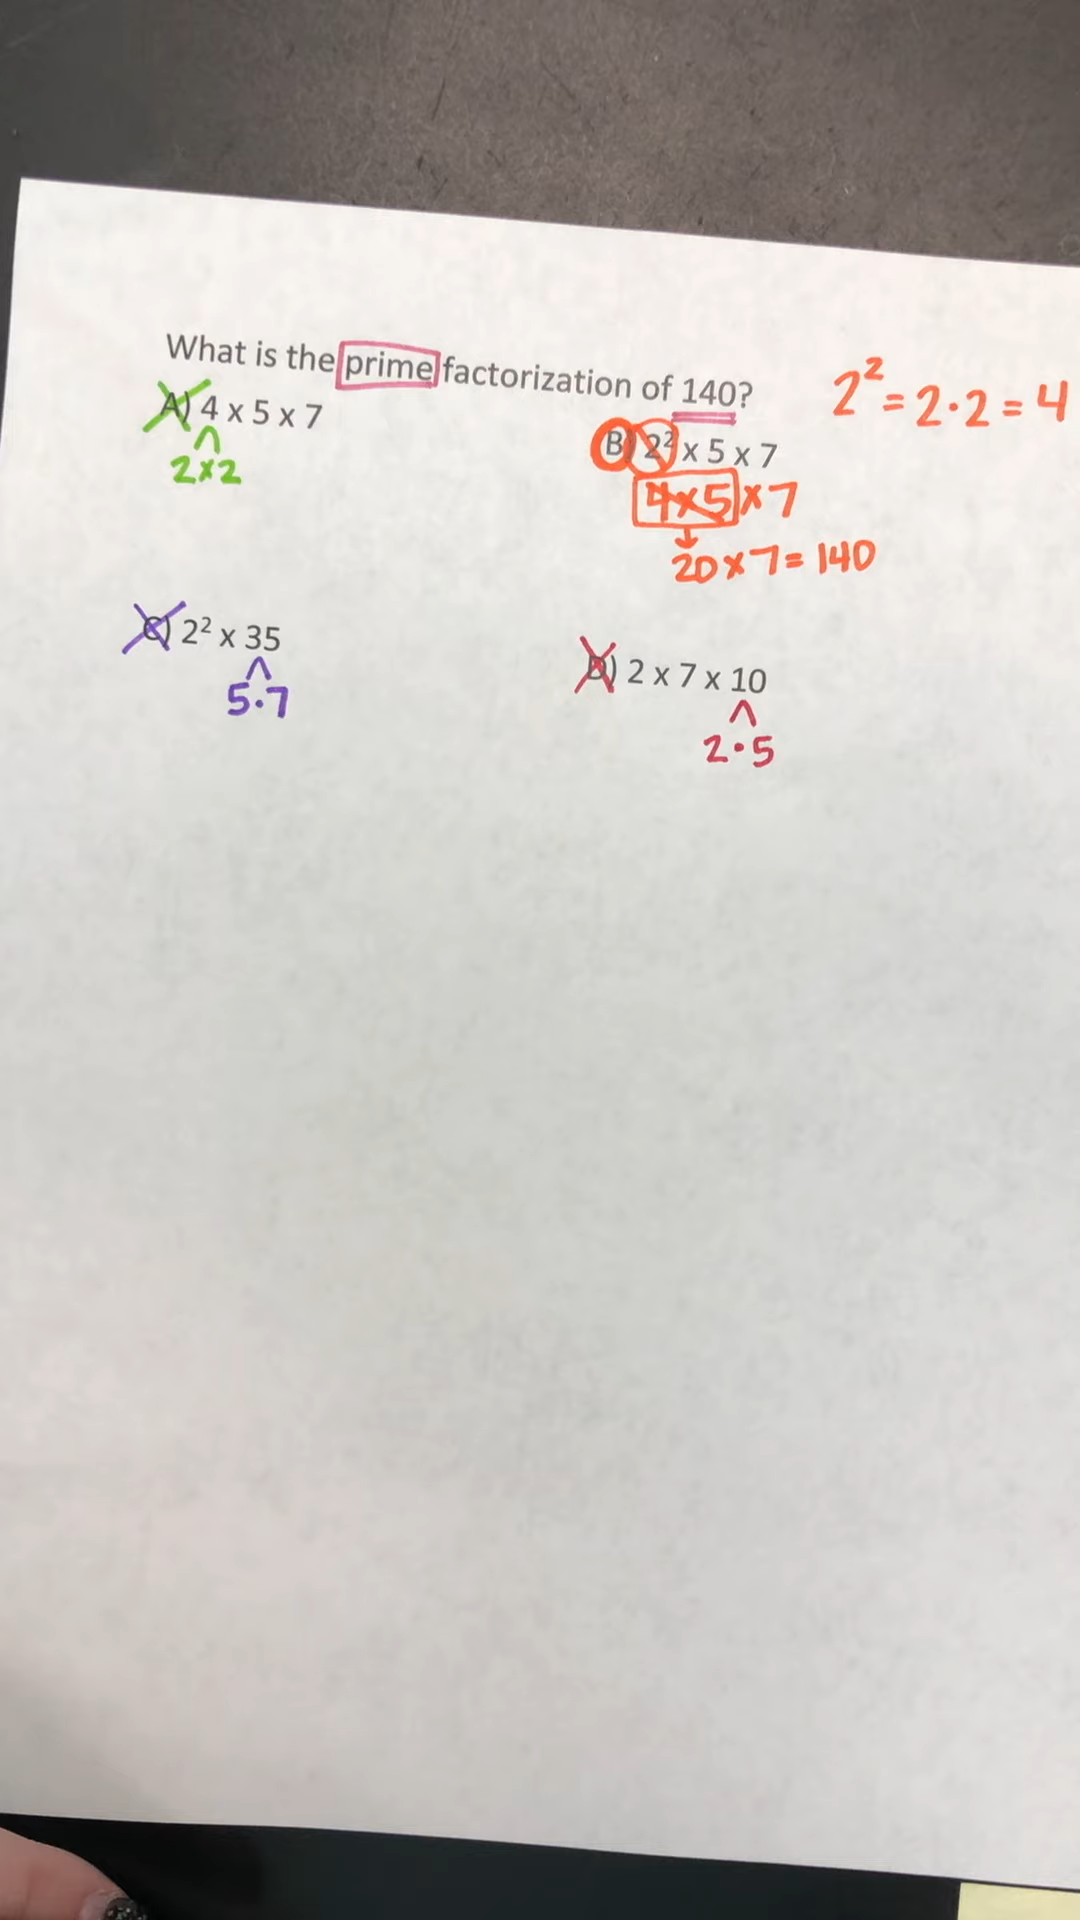 What is the prime factorization of 140?
2² = 2·2 = 4
A) 4 x 5 x 7
2x2
B) 2² x 5 x 7
4x5 x 7
20 x 7 = 140
C) 2² x 35
5·7
D) 2 x 7 x 10
2·5